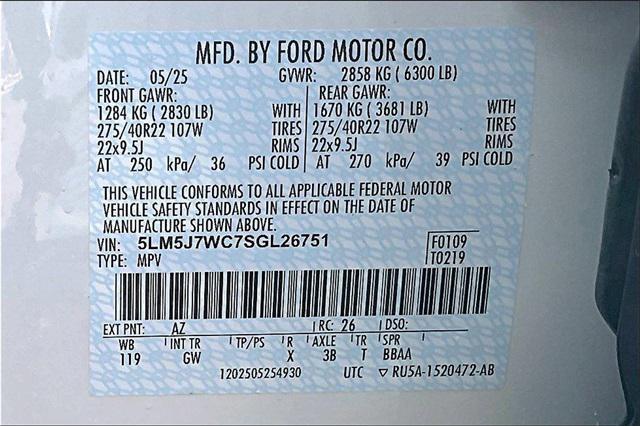 MFD. BY FORD MOTOR CO.
DATE: 05/25 GVWR: 2858 KG ( 6300 LB)
FRONT GAWR: REAR GAWR:
1284 KG ( 2830 LB) WITH 1670 KG ( 3681 LB) WITH
275/40R22 107W TIRES 275/40R22 107W TIRES
22x9.5J RIMS 22x9.5J RIMS
AT 250 kPa/ 36 PSI COLD AT 270 kPa/ 39 PSI COLD
THIS VEHICLE CONFORMS TO ALL APPLICABLE FEDERAL MOTOR
VEHICLE SAFETY STANDARDS IN EFFECT ON THE DATE OF
MANUFACTURE SHOWN ABOVE.
VIN: 5LM5J7WC7SGL26751 F0109
TYPE: MPV T0219
EXT PNT: AZ RC: 26 DSO:
WB INT TR TP/PS R AXLE TR SPR
119 GW X 3B T BBAA
1202505254930 UTC ▽ RU5A-1520472-AB